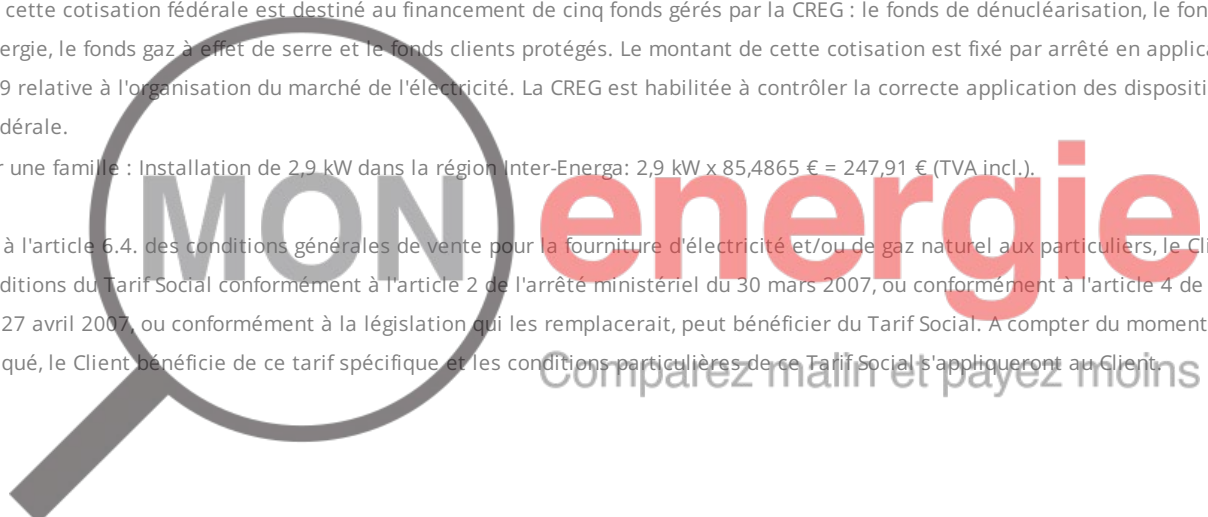 cette cotisation fédérale est destiné au financement de cinq fonds gérés par la CREG : le fonds de dénucléarisation, le fon
ergie, le fonds gaz à effet de serre et le fonds clients protégés. Le montant de cette cotisation est fixé par arrêté en applica
9 relative à l'organisation du marché de l'électricité. La CREG est habilitée à contrôler la correcte application des dispositi
dérale.
r une famille : Installation de 2,9 kW dans la région Inter-Energa: 2,9 kW x 85,4865 € = 247,91 € (TVA incl.).
MON energie
à l'article 6.4. des conditions générales de vente pour la fourniture d'électricité et/ou de gaz naturel aux particuliers, le Cli
ditions du Tarif Social conformément à l'article 2 de l'arrêté ministériel du 30 mars 2007, ou conformément à l'article 4 de
27 avril 2007, ou conformément à la législation qui les remplacerait, peut bénéficier du Tarif Social. A compter du moment
qué, le Client bénéficie de ce tarif spécifique et les conditions particulières de ce Tarif Social s'appliqueront au Client.
Comparez malin et payez moins